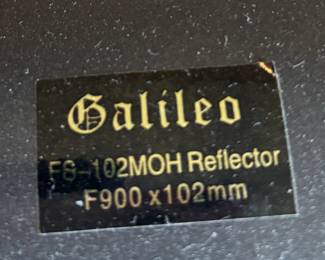 Galileo
FS-102MOH Reflector
F900 x102mm